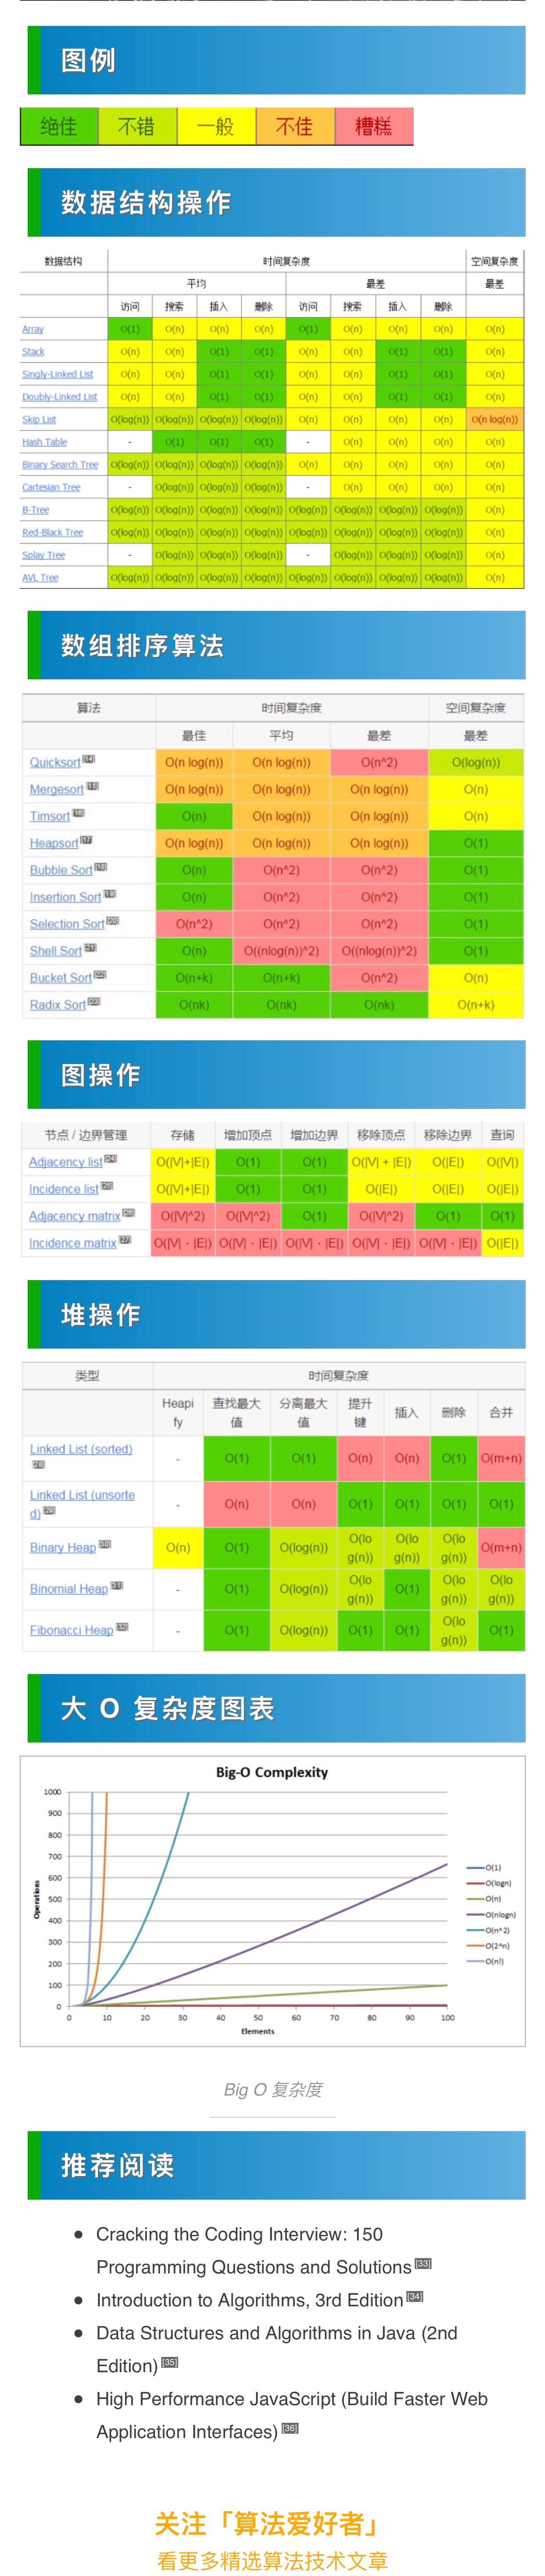 图例
绝佳 不错 一般 不佳 糟糕
数据结构操作
数据结构 时间复杂度 空间复杂度
平均 最差 最差
访问 搜索 插入 删除 访问 搜索 插入 删除
Array O(1) O(n) O(n) O(n) O(1) O(n) O(n) O(n) O(n)
Stack O(n) O(n) O(1) O(1) O(n) O(n) O(1) O(1) O(n)
Singly-Linked List O(n) O(n) O(1) O(1) O(n) O(n) O(1) O(1) O(n)
Doubly-Linked List O(n) O(n) O(1) O(1) O(n) O(n) O(1) O(1) O(n)
Skip List O(log(n)) O(log(n)) O(log(n)) O(log(n)) O(n) O(n) O(n) O(n) O(n log(n))
Hash Table - O(1) O(1) O(1) - O(n) O(n) O(n) O(n)
Binary Search Tree O(log(n)) O(log(n)) O(log(n)) O(log(n)) O(n) O(n) O(n) O(n) O(n)
Cartesian Tree - O(log(n)) O(log(n)) O(log(n)) - O(n) O(n) O(n) O(n)
B-Tree O(log(n)) O(log(n)) O(log(n)) O(log(n)) O(log(n)) O(log(n)) O(log(n)) O(log(n)) O(n)
Red-Black Tree O(log(n)) O(log(n)) O(log(n)) O(log(n)) O(log(n)) O(log(n)) O(log(n)) O(log(n)) O(n)
Splay Tree - O(log(n)) O(log(n)) O(log(n)) - O(log(n)) O(log(n)) O(log(n)) O(n)
AVL Tree O(log(n)) O(log(n)) O(log(n)) O(log(n)) O(log(n)) O(log(n)) O(log(n)) O(log(n)) O(n)
数组排序算法
算法 时间复杂度 空间复杂度
最佳 平均 最差 最差
Quicksort [14] O(n log(n)) O(n log(n)) O(n^2) O(log(n))
Mergesort [15] O(n log(n)) O(n log(n)) O(n log(n)) O(n)
Timsort [16] O(n) O(n log(n)) O(n log(n)) O(n)
Heapsort [17] O(n log(n)) O(n log(n)) O(n log(n)) O(1)
Bubble Sort [18] O(n) O(n^2) O(n^2) O(1)
Insertion Sort [19] O(n) O(n^2) O(n^2) O(1)
Selection Sort [20] O(n^2) O(n^2) O(n^2) O(1)
Shell Sort [21] O(n) O((nlog(n))^2) O((nlog(n))^2) O(1)
Bucket Sort [22] O(n+k) O(n+k) O(n^2) O(n)
Radix Sort [23] O(nk) O(nk) O(nk) O(n+k)
图操作
节点 / 边界管理 存储 增加顶点 增加边界 移除顶点 移除边界 查询
Adjacency list [24] O(|V|+|E|) O(1) O(1) O(|V| + |E|) O(|E|) O(|V|)
Incidence list [25] O(|V|+|E|) O(1) O(1) O(|E|) O(|E|) O(|E|)
Adjacency matrix [26] O(|V|^2) O(|V|^2) O(1) O(|V|^2) O(1) O(1)
Incidence matrix [27] O(|V| · |E|) O(|V| · |E|) O(|V| · |E|) O(|V| · |E|) O(|V| · |E|) O(|E|)
堆操作
类型 时间复杂度
Heapi 查找最大 分离最大 提升 插入 删除 合并
fy 值 值 键
Linked List (sorted)
[28] - O(1) O(1) O(n) O(n) O(1) O(m+n)
Linked List (unsorte
d) [29] - O(n) O(n) O(1) O(1) O(1) O(1)
Binary Heap [30] O(n) O(1) O(log(n)) O(lo O(lo O(lo O(m+n)
g(n)) g(n)) g(n))
Binomial Heap [31] - O(1) O(log(n)) O(lo O(1) O(lo O(lo
g(n)) g(n)) g(n))
Fibonacci Heap [32] - O(1) O(log(n)) O(1) O(1) O(lo O(1)
g(n))
大 O 复杂度图表
Big-O Complexity
1000
900
800
700
600
500
400
300
200
100
0
Operations
0 10 20 30 40 50 60 70 80 90 100
Elements
O(1)
O(logn)
O(n)
O(nlogn)
O(n^2)
O(2^n)
O(n!)
Big O 复杂度
推荐阅读
● Cracking the Coding Interview: 150
Programming Questions and Solutions [33]
● Introduction to Algorithms, 3rd Edition [34]
● Data Structures and Algorithms in Java (2nd
Edition) [35]
● High Performance JavaScript (Build Faster Web
Application Interfaces) [36]
关注「算法爱好者」
看更多精选算法技术文章